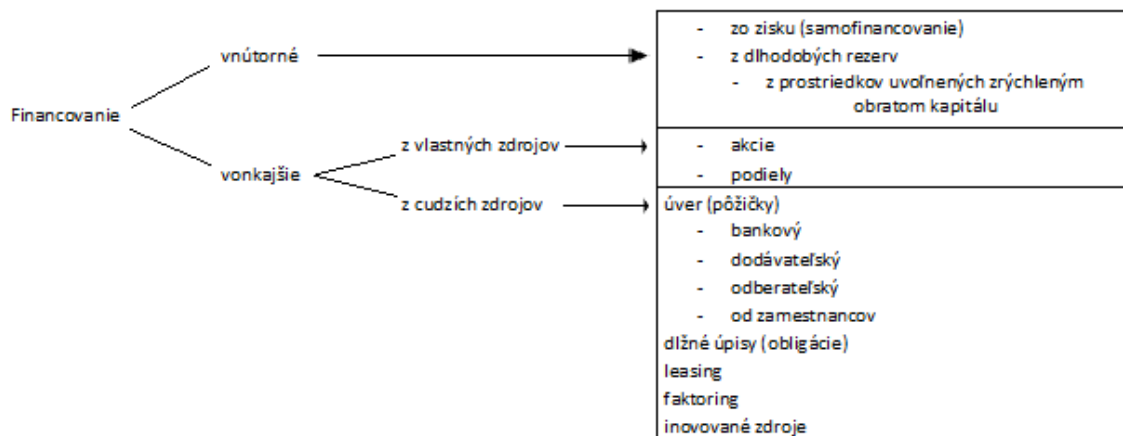 Financovanie
vnútorné
- zo zisku (samofinancovanie)
- z dlhodobých rezerv
- z prostriedkov uvoľnených zrýchleným
obratom kapitálu
vonkajšie
z vlastných zdrojov
- akcie
- podiely
z cudzích zdrojov
úver (pôžičky)
- bankový
- dodávateľský
- odberateľský
- od zamestnancov
dlžné úpisy (obligácie)
leasing
faktoring
inovované zdroje